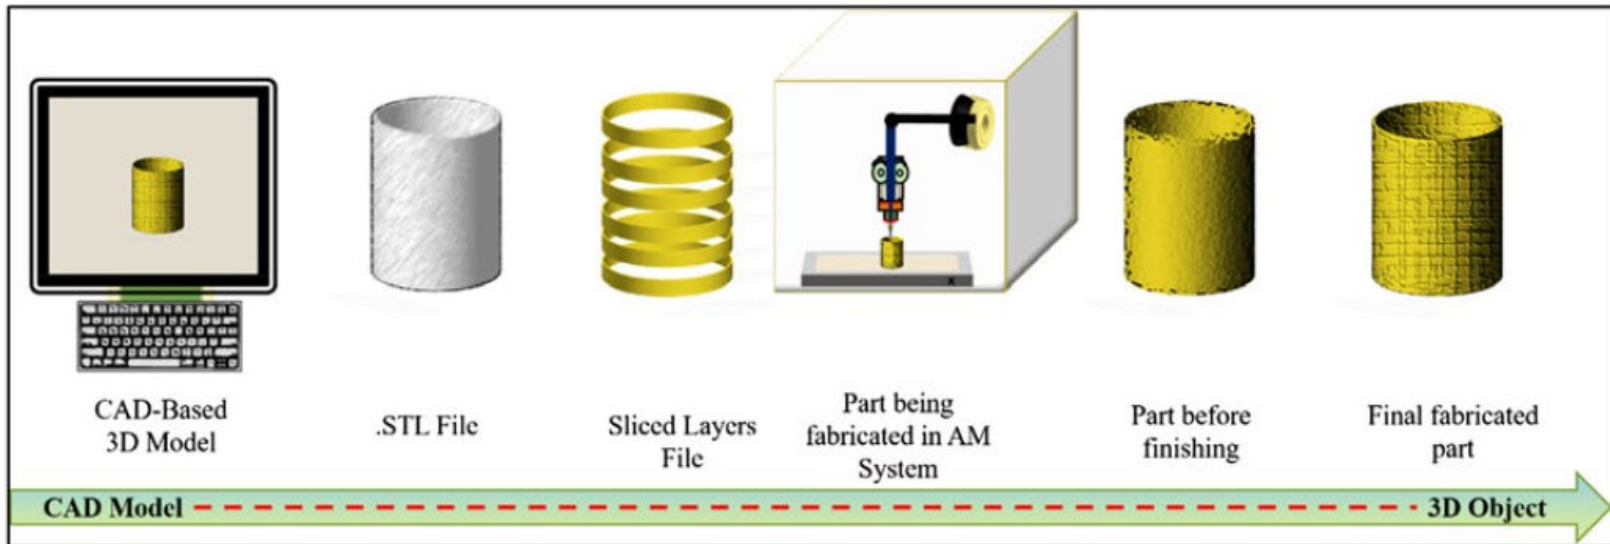 CAD-Based
3D Model
.STL File
Sliced Layers
File
Part being
fabricated in AM
System
Part before
finishing
Final fabricated
part
CAD Model
3D Object